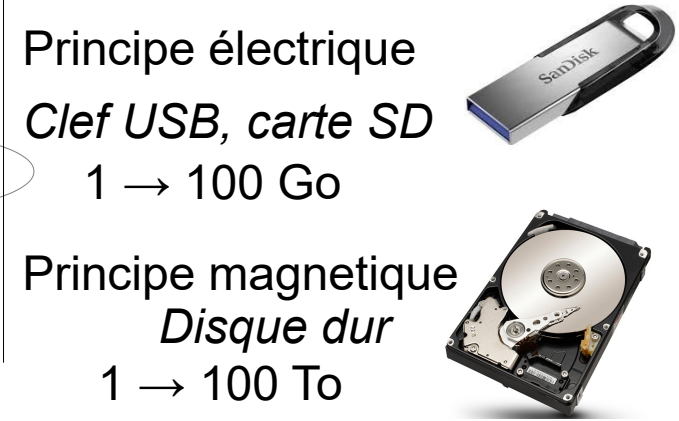 Principe électrique
SanDisk
Clef USB, carte SD
1 → 100 Go
Principe magnetique
Disque dur
1 → 100 To